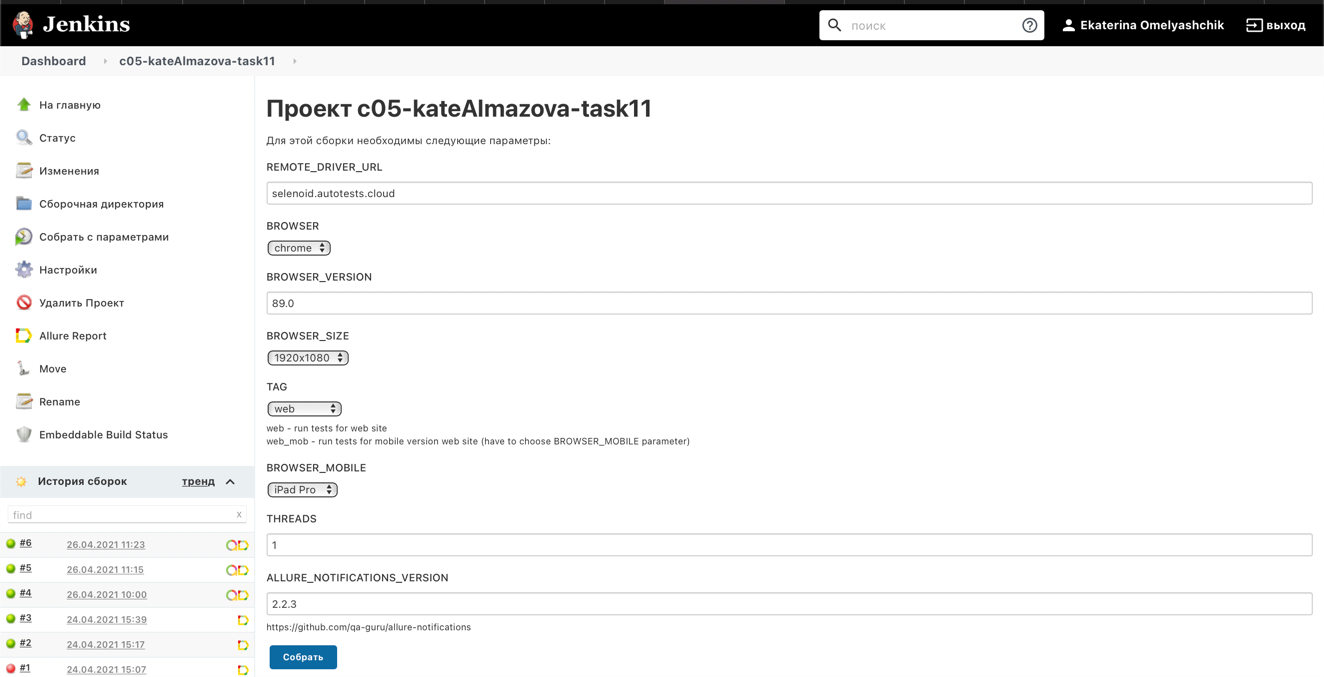 Jenkins
поиск
Ekaterina Omelyashchik
выход
Dashboard
c05-kateAlmazova-task11
На главную
Статус
Изменения
Сборочная директория
Собрать с параметрами
Настройки
Удалить Проект
Allure Report
Move
Rename
Embeddable Build Status
История сборок
тренд
find
x
#6 26.04.2021 11:23
#5 26.04.2021 11:15
#4 26.04.2021 10:00
#3 24.04.2021 15:39
#2 24.04.2021 15:17
#1 24.04.2021 15:07
Проект c05-kateAlmazova-task11
Для этой сборки необходимы следующие параметры:
REMOTE_DRIVER_URL
selenoid.autotests.cloud
BROWSER
chrome
BROWSER_VERSION
89.0
BROWSER_SIZE
1920x1080
TAG
web
web - run tests for web site
web_mob - run tests for mobile version web site (have to choose BROWSER_MOBILE parameter)
BROWSER_MOBILE
iPad Pro
THREADS
1
ALLURE_NOTIFICATIONS_VERSION
2.2.3
https://github.com/qa-guru/allure-notifications
Собрать